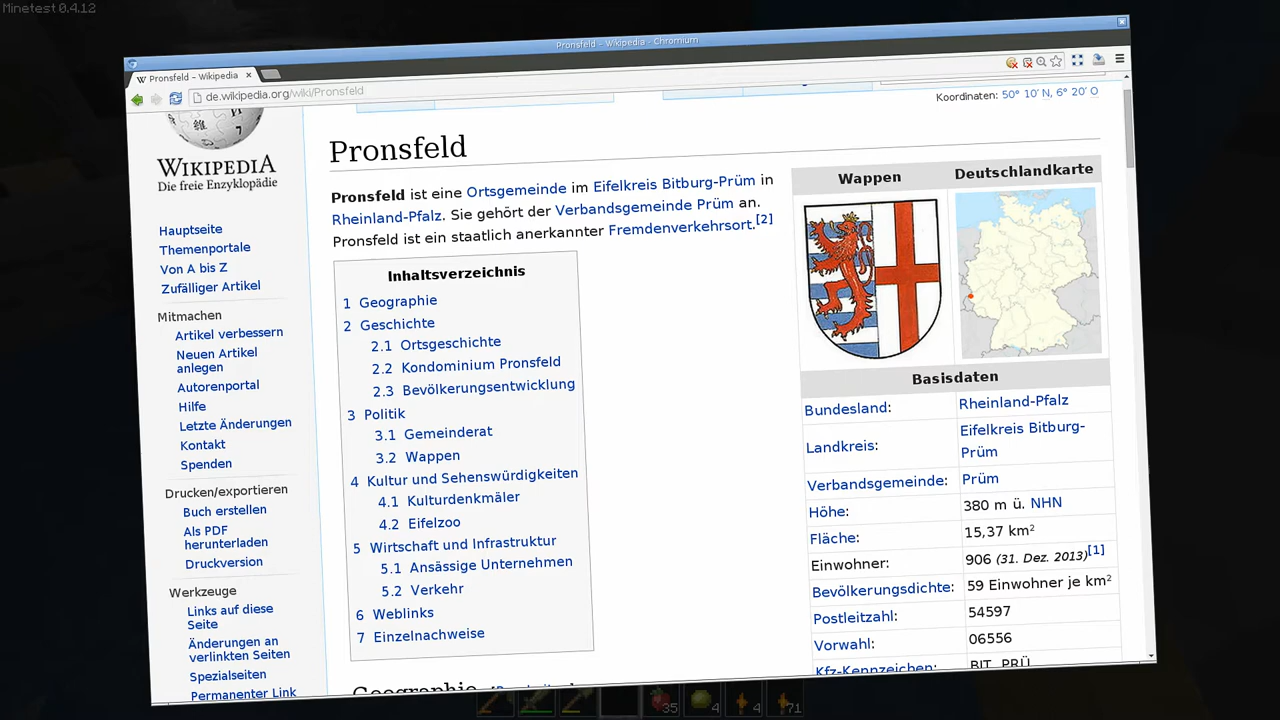 Minetest 0.4.12
Pronsfeld – Wikipedia - Chromium
Pronsfeld – Wikipedia
de.wikipedia.org/wiki/Pronsfeld
Koordinaten: 50° 10′ N, 6° 20′ O
WIKIPEDIA
Die freie Enzyklopädie
Hauptseite
Themenportale
Von A bis Z
Zufälliger Artikel
Mitmachen
Artikel verbessern
Neuen Artikel
anlegen
Autorenportal
Hilfe
Letzte Änderungen
Kontakt
Spenden
Drucken/exportieren
Buch erstellen
Als PDF
herunterladen
Druckversion
Werkzeuge
Links auf diese
Seite
Änderungen an
verlinkten Seiten
Spezialseiten
Permanenter Link
Pronsfeld
Pronsfeld ist eine Ortsgemeinde im Eifelkreis Bitburg-Prüm in
Rheinland-Pfalz. Sie gehört der Verbandsgemeinde Prüm an.
Pronsfeld ist ein staatlich anerkannter Fremdenverkehrsort.[2]
Inhaltsverzeichnis
1 Geographie
2 Geschichte
2.1 Ortsgeschichte
2.2 Kondominium Pronsfeld
2.3 Bevölkerungsentwicklung
3 Politik
3.1 Gemeinderat
3.2 Wappen
4 Kultur und Sehenswürdigkeiten
4.1 Kulturdenkmäler
4.2 Eifelzoo
5 Wirtschaft und Infrastruktur
5.1 Ansässige Unternehmen
5.2 Verkehr
6 Weblinks
7 Einzelnachweise
Geographie
Wappen Deutschlandkarte
Basisdaten
Bundesland: Rheinland-Pfalz
Landkreis: Eifelkreis Bitburg-
Prüm
Verbandsgemeinde: Prüm
Höhe: 380 m ü. NHN
Fläche: 15,37 km²
Einwohner: 906 (31. Dez. 2013)[1]
Bevölkerungsdichte: 59 Einwohner je km²
Postleitzahl: 54597
Vorwahl: 06556
Kfz-Kennzeichen: BIT, PRÜ
35 4 4 71